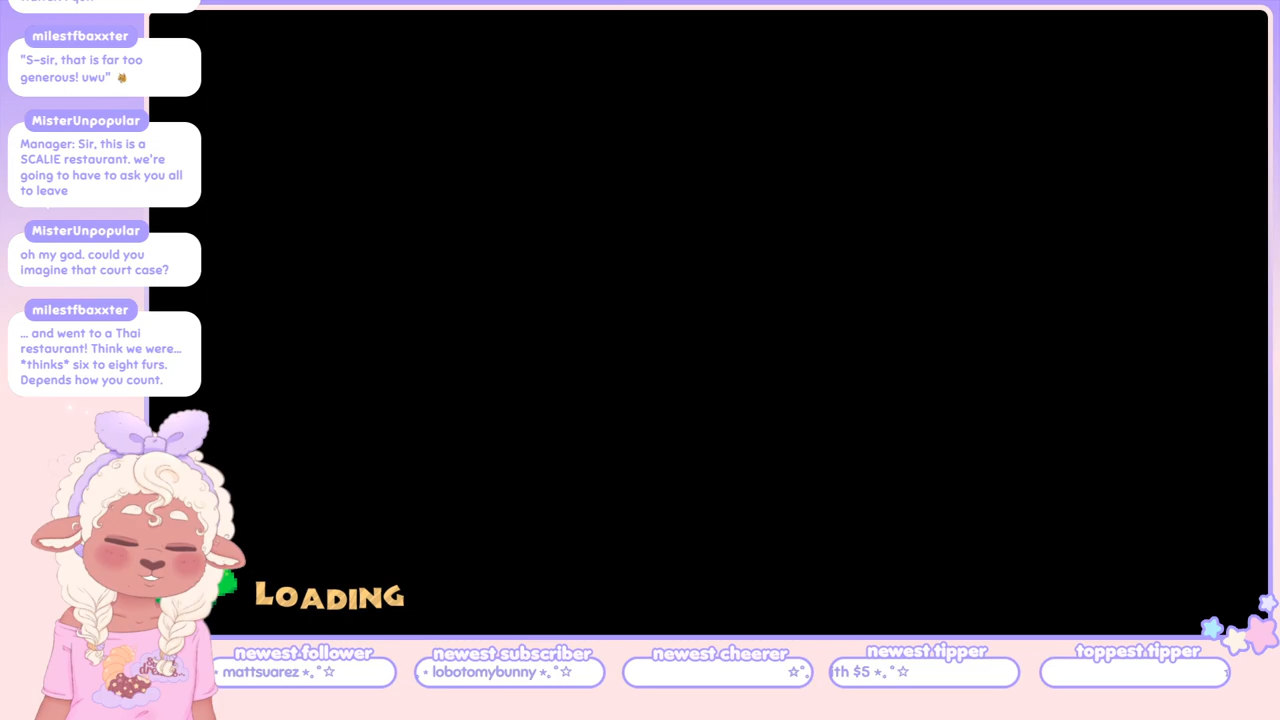 milestfbaxxter
"S-sir, that is far too
generous! uwu"
MisterUnpopular
Manager: Sir, this is a
SCALIE restaurant. we're
going to have to ask you all
to leave
MisterUnpopular
oh my god. could you
imagine that court case?
milestfbaxxter
... and went to a Thai
restaurant! Think we were...
*thinks* six to eight furs.
Depends how you count.
LOADING
newest follower
mattsuarez
newest subscriber
lobotomybunny
newest cheerer
newest tipper
ith $5
toppest tipper